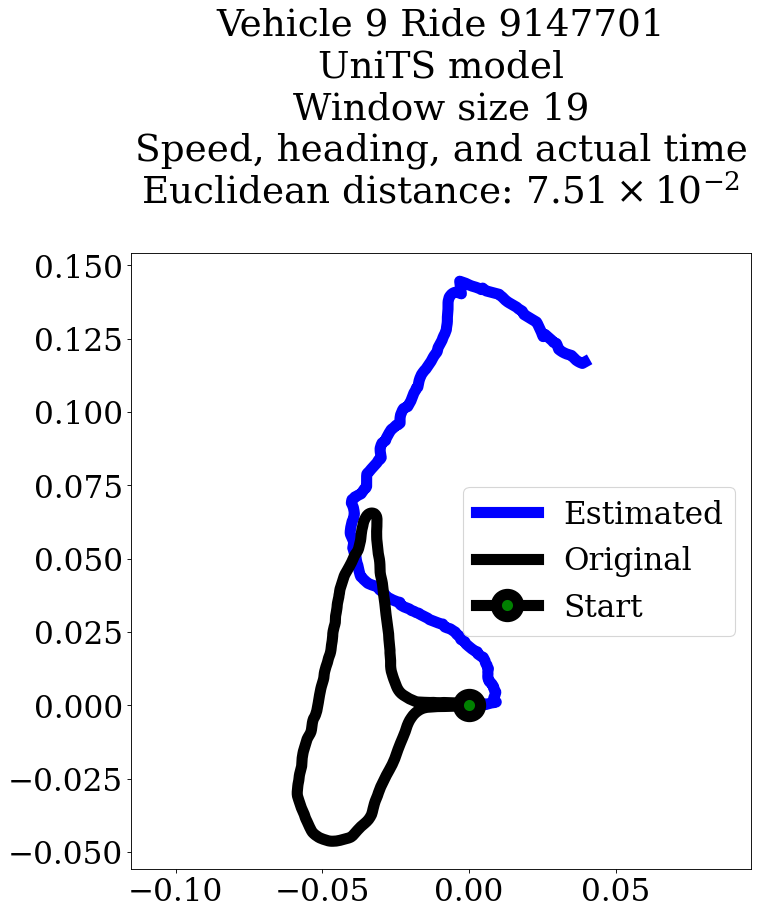 Vehicle 9 Ride 9147701
UniTS model
Window size 19
Speed, heading, and actual time
Euclidean distance: 7.51 × 10⁻²
0.150
0.125
0.100
0.075
0.050
0.025
0.000
−0.025
−0.050
Estimated
Original
Start
−0.10
−0.05
0.00
0.05